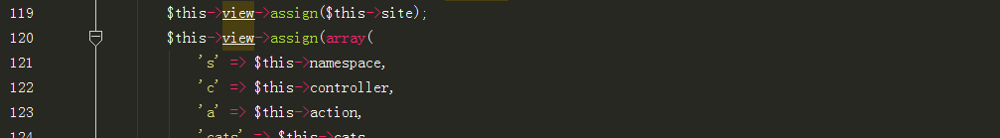 119 $this->view->assign($this->site);
120 $this->view->assign(array(
121 's' => $this->namespace,
122 'c' => $this->controller,
123 'a' => $this->action,
124 'cats' => $this->cats,